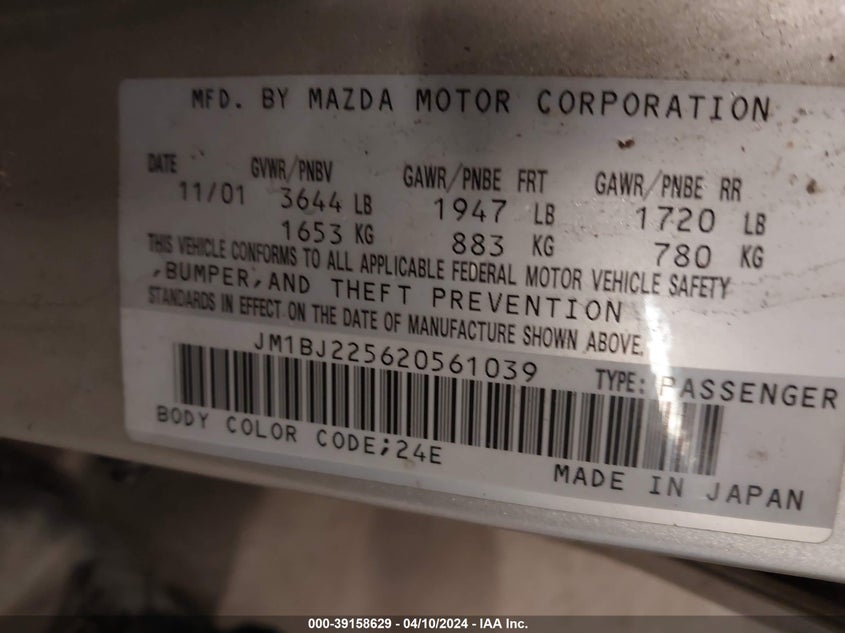 MFD. BY MAZDA MOTOR CORPORATION
DATE GVWR/PNBV GAWR/PNBE FRT GAWR/PNBE RR
11/01 3644 LB 1947 LB 1720 LB
1653 KG 883 KG 780 KG
THIS VEHICLE CONFORMS TO ALL APPLICABLE FEDERAL MOTOR VEHICLE SAFETY
,BUMPER,AND THEFT PREVENTION
STANDARDS IN EFFECT ON THE DATE OF MANUFACTURE SHOWN ABOVE.
JM1BJ225620561039 TYPE: PASSENGER
BODY COLOR CODE;24E
MADE IN JAPAN
000-39158629 - 04/10/2024 - IAA Inc.